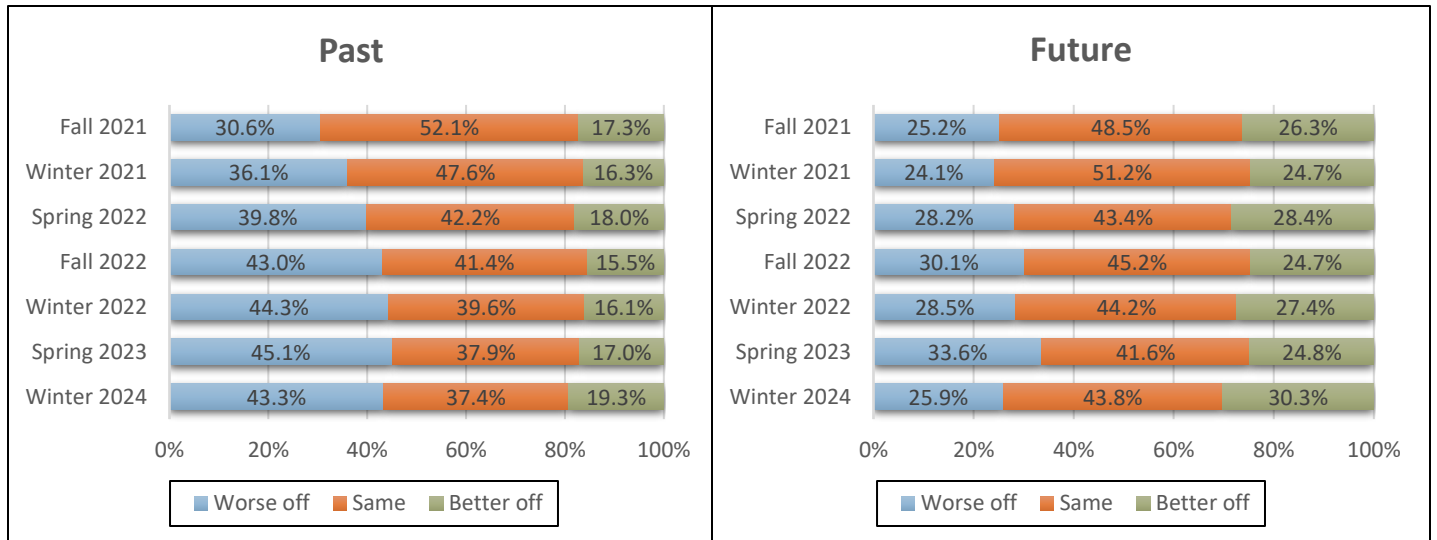 Past
Fall 2021 30.6% 52.1% 17.3%
Winter 2021 36.1% 47.6% 16.3%
Spring 2022 39.8% 42.2% 18.0%
Fall 2022 43.0% 41.4% 15.5%
Winter 2022 44.3% 39.6% 16.1%
Spring 2023 45.1% 37.9% 17.0%
Winter 2024 43.3% 37.4% 19.3%
0% 20% 40% 60% 80% 100%
Worse off Same Better off
Future
Fall 2021 25.2% 48.5% 26.3%
Winter 2021 24.1% 51.2% 24.7%
Spring 2022 28.2% 43.4% 28.4%
Fall 2022 30.1% 45.2% 24.7%
Winter 2022 28.5% 44.2% 27.4%
Spring 2023 33.6% 41.6% 24.8%
Winter 2024 25.9% 43.8% 30.3%
0% 20% 40% 60% 80% 100%
Worse off Same Better off